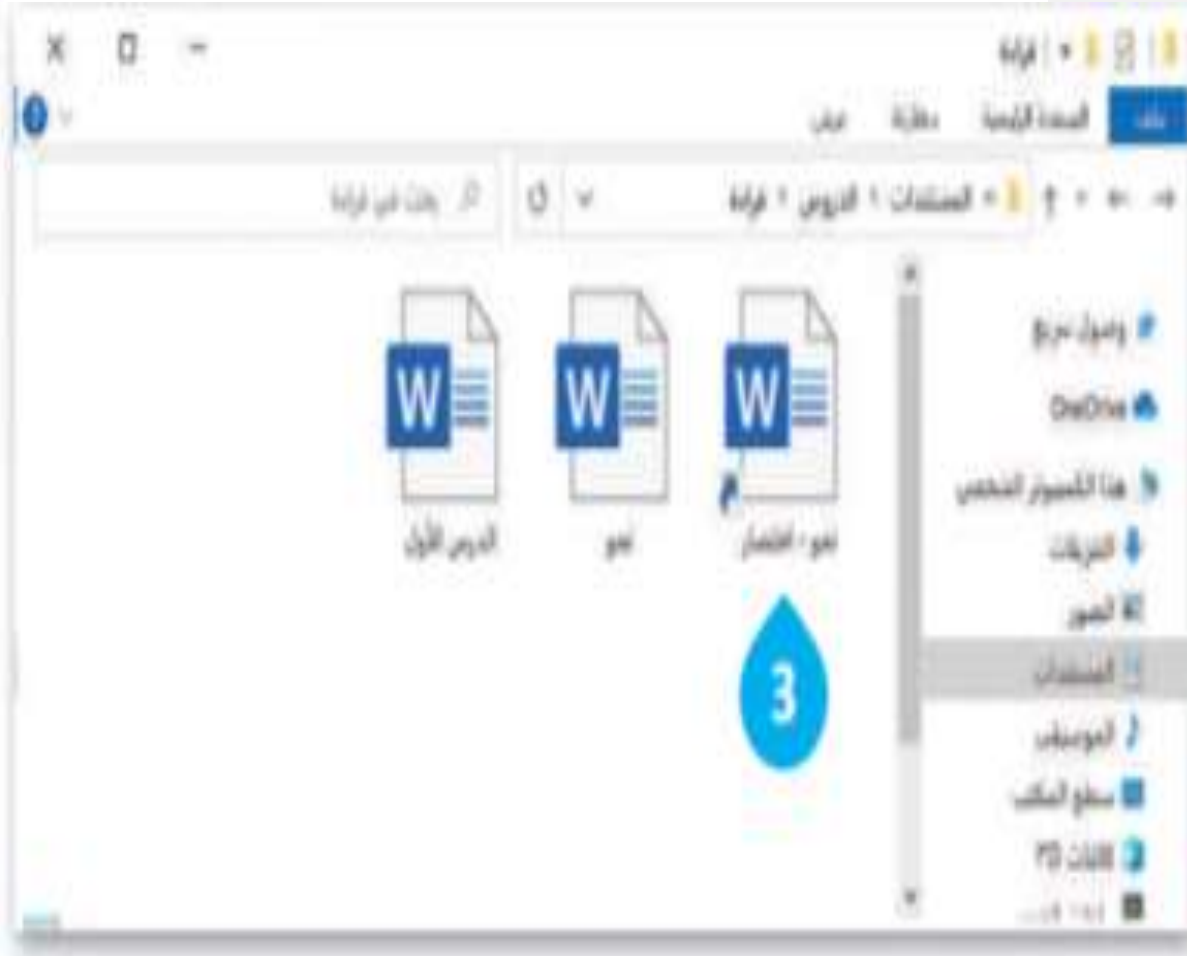 قراءة
ملف الصفحة الرئيسية مشاركة عرض
المستندات الدروس قراءة
بحث في قراءة
وصول سريع
OneDrive
هذا الكمبيوتر الشخصي
التنزيلات
الصور
المستندات
الموسيقى
سطح المكتب
كائنات 3D
نحو - اختصار
نحو
الدرس الأول
3